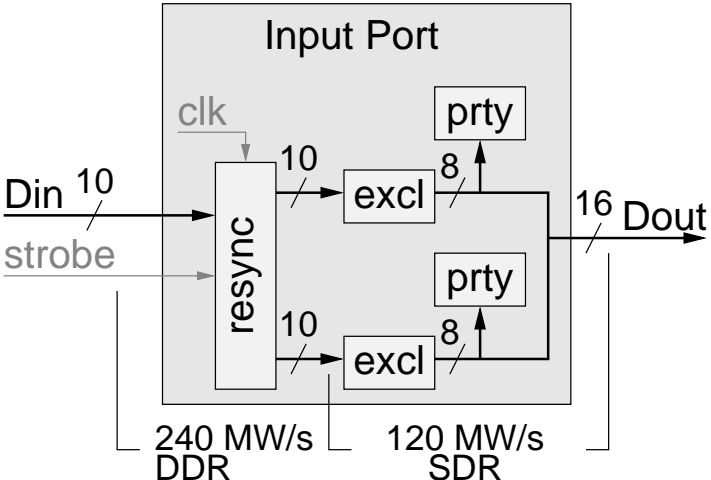 Input Port
prty
clk
10
8
Din 10
excl
16
Dout
strobe
resync
prty
10
8
excl
240 MW/s
DDR
120 MW/s
SDR